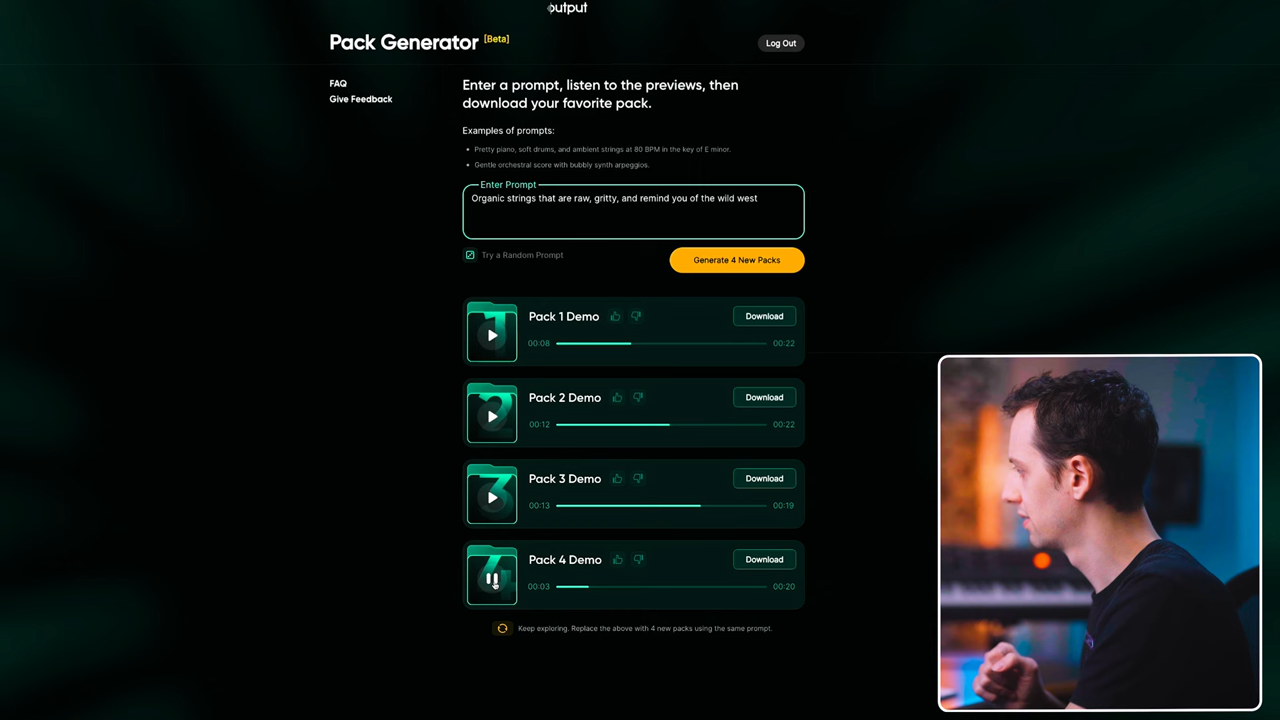 output
Pack Generator [Beta]
Log Out
FAQ
Give Feedback
Enter a prompt, listen to the previews, then
download your favorite pack.
Examples of prompts:
Pretty piano, soft drums, and ambient strings at 80 BPM in the key of E minor.
Gentle orchestral score with bubbly synth arpeggios.
Enter Prompt
Organic strings that are raw, gritty, and remind you of the wild west
Try a Random Prompt
Generate 4 New Packs
1
Pack 1 Demo
Download
00:08
00:22
2
Pack 2 Demo
Download
00:12
00:22
3
Pack 3 Demo
Download
00:13
00:19
4
Pack 4 Demo
Download
00:03
00:20
Keep exploring. Replace the above with 4 new packs using the same prompt.